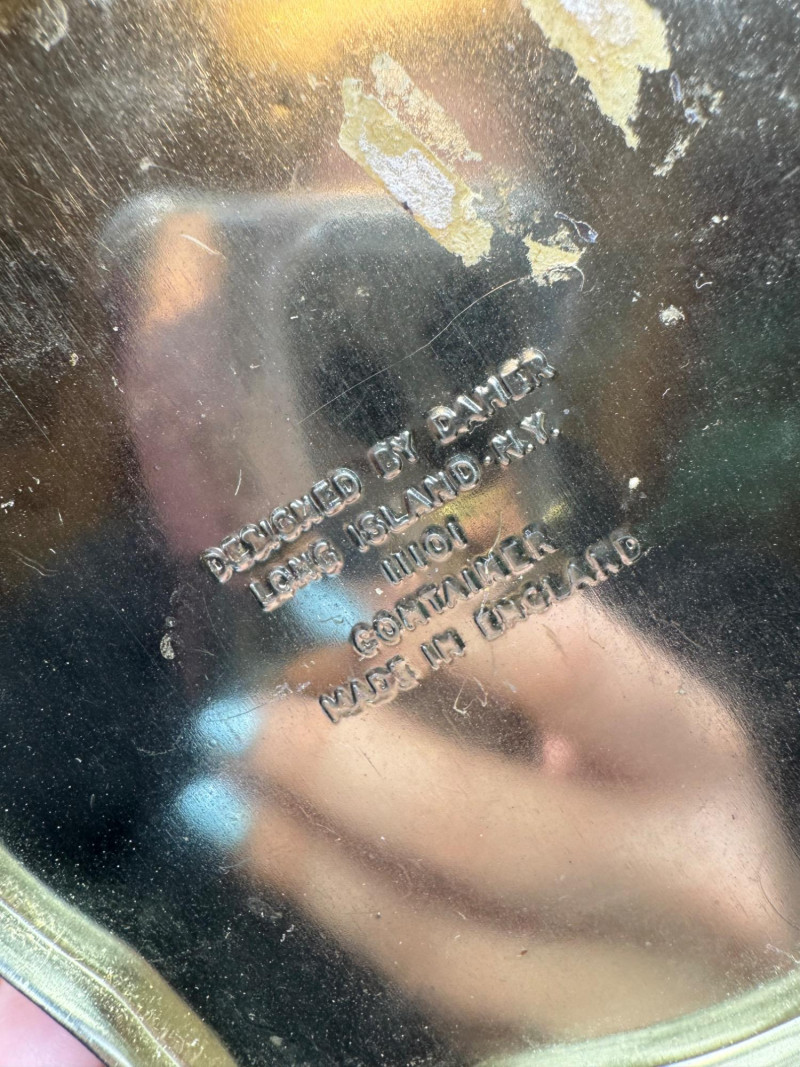 DESIGNED BY DAHER
LONG ISLAND·N.Y.
11101
CONTAINER
MADE IN ENGLAND